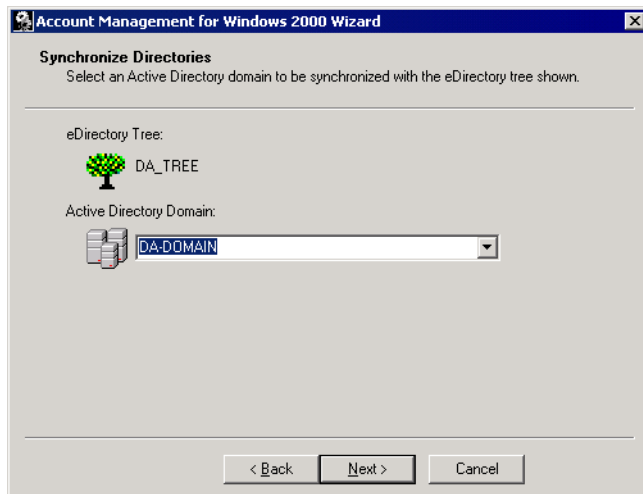 Account Management for Windows 2000 Wizard
Synchronize Directories
Select an Active Directory domain to be synchronized with the eDirectory tree shown.
eDirectory Tree:
DA_TREE
Active Directory Domain:
DA-DOMAIN
< Back Next > Cancel